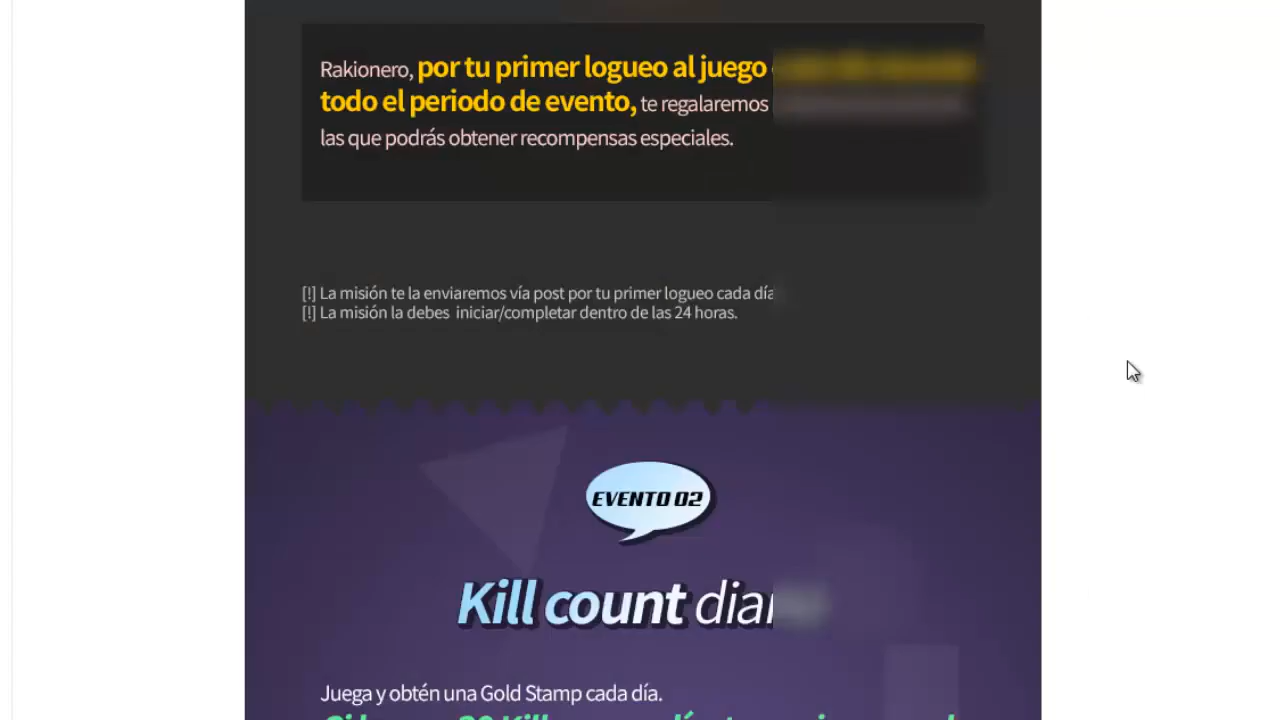 Rakionero, por tu primer logueo al juego
todo el periodo de evento, te regalaremos
las que podrás obtener recompensas especiales.
[!] La misión te la enviaremos vía post por tu primer logueo cada día
[!] La misión la debes iniciar/completar dentro de las 24 horas.
EVENTO 02
Kill count
Juega y obtén una Gold Stamp cada día.